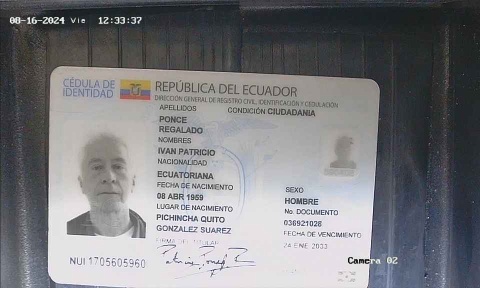 08-16-2024 Vie 12:33:37
CÉDULA DE IDENTIDAD
REPÚBLICA DEL ECUADOR
DIRECCIÓN GENERAL DE REGISTRO CIVIL, IDENTIFICACIÓN Y CEDULACIÓN
APELLIDOS
CONDICIÓN CIUDADANÍA
PONCE
REGALADO
NOMBRES
IVAN PATRICIO
NACIONALIDAD
ECUATORIANA
FECHA DE NACIMIENTO
08 ABR 1959
LUGAR DE NACIMIENTO
PICHINCHA QUITO
GONZALEZ SUAREZ
FIRMA DEL TITULAR
SEXO
HOMBRE
No. DOCUMENTO
036921028
FECHA DE VENCIMIENTO
24 ENE 2033
NUI 1705605960
Camera 02